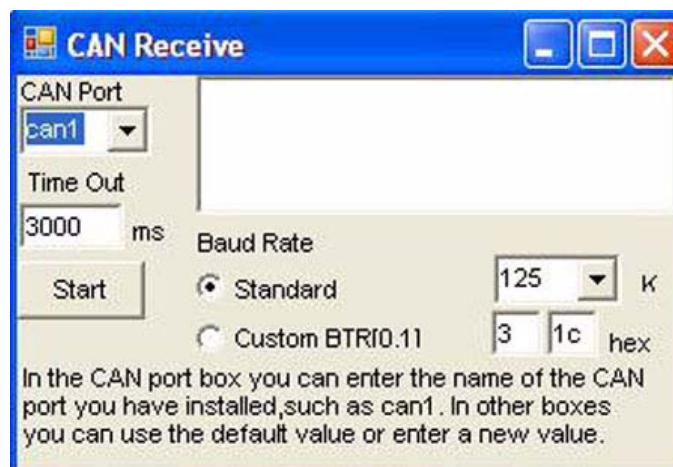 CAN Receive
CAN Port
can1
Time Out
3000 ms
Start
Baud Rate
Standard
125 K
Custom BTR[0.1]
3 1c hex
In the CAN port box you can enter the name of the CAN
port you have installed,such as can1. In other boxes
you can use the default value or enter a new value.